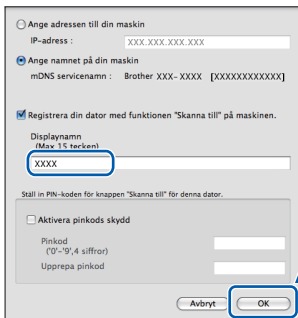 Ange adressen till din maskin
IP-adress : XXX.XXX.XXX.XXX
Ange namnet på din maskin
mDNS servicenamn : Brother XXX-XXXX [XXXXXXXXXXXX]
Registrera din dator med funktionen "Skanna till" på maskinen.
Displaynamn
(Max 15 tecken)
XXXX
Ställ in PIN-koden för knappen "Skanna till" för denna dator.
Aktivera pinkods skydd
Pinkod
('0'-'9',4 siffror)
Upprepa pinkod
Avbryt OK